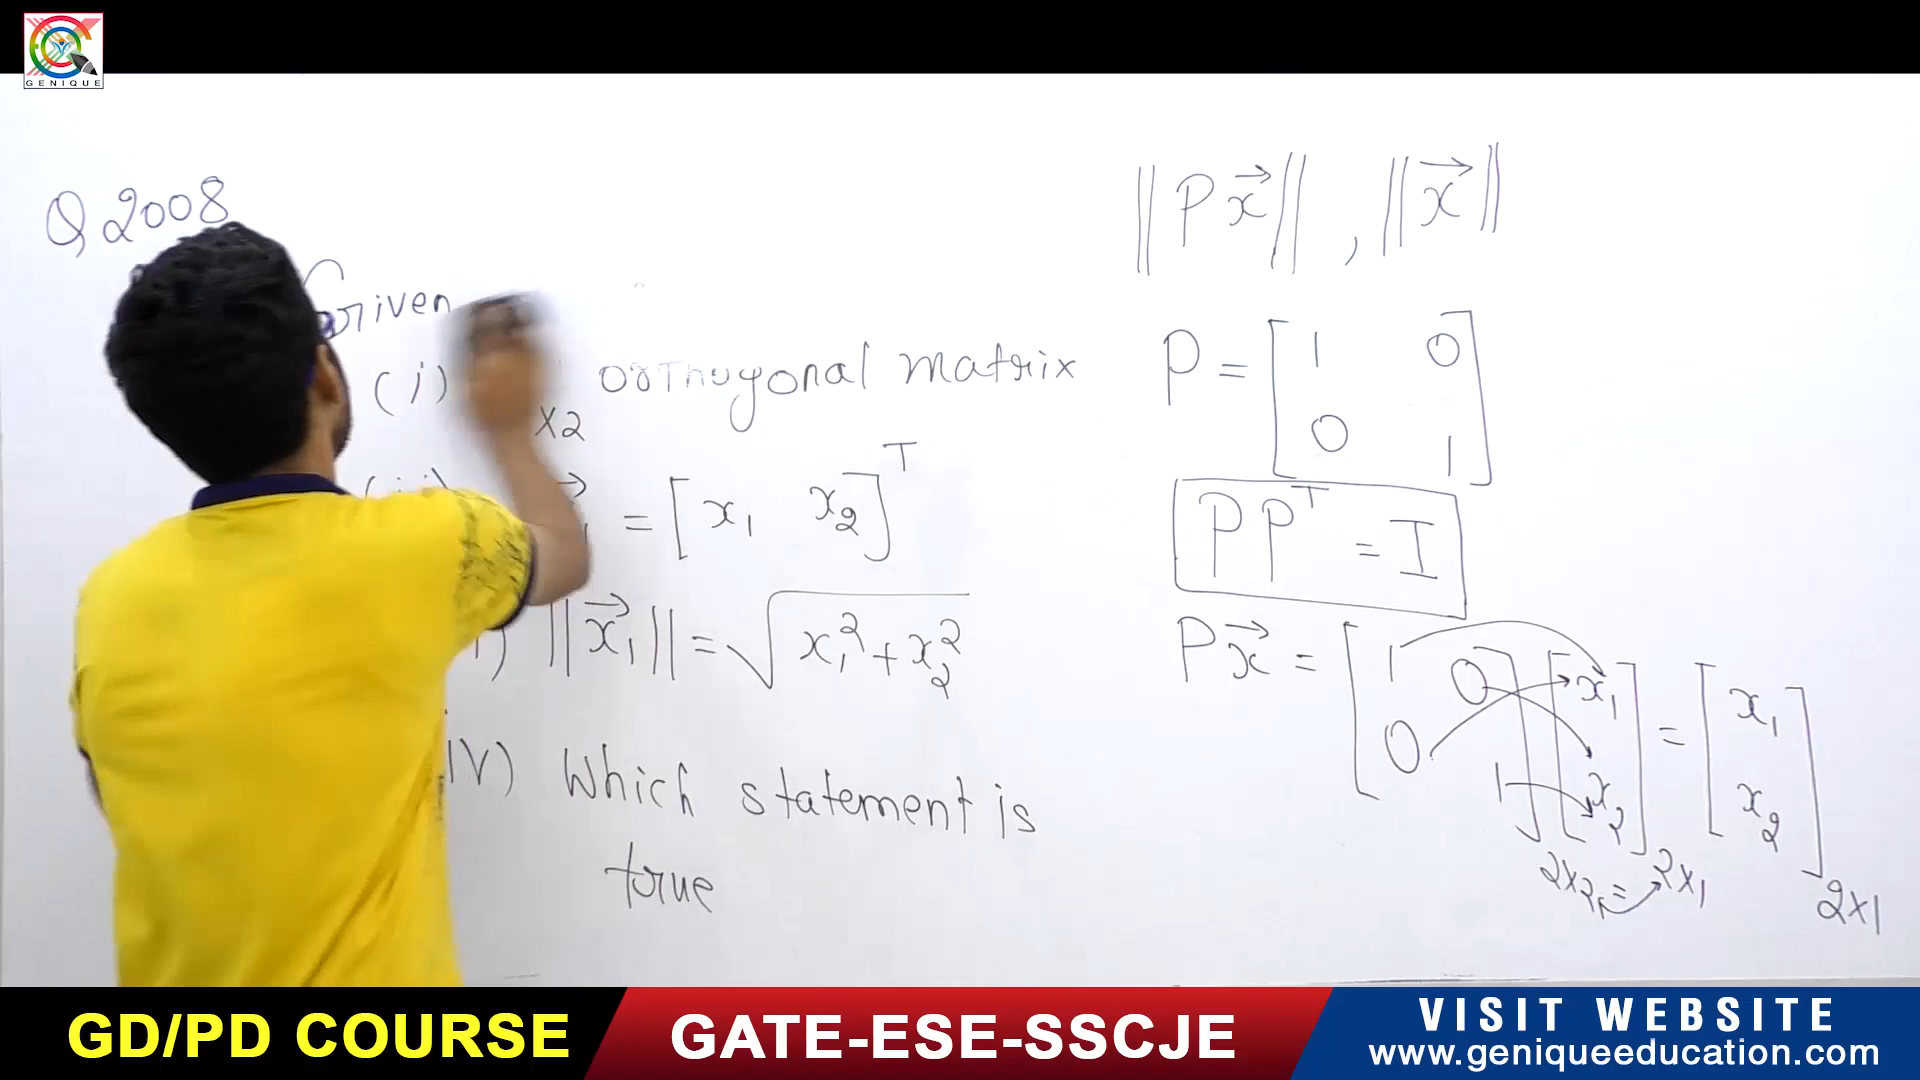 GENIQUE
Q 2008
Given
(i) orthogonal matrix
x2
= [x₁ x₂]ᵀ
||x⃗₁|| = √x₁²+x₂²
IV) Which statement is
true
||Px⃗||, ||x⃗||
P = [1 0
0 1]
PPᵀ = I
Px⃗ = [1 0 0 1] [x₁ x₂] = [x₁ x₂]
2x2 = 2x1 2x1
GD/PD COURSE
GATE-ESE-SSCJE
VISIT WEBSITE
www.geniqueeducation.com